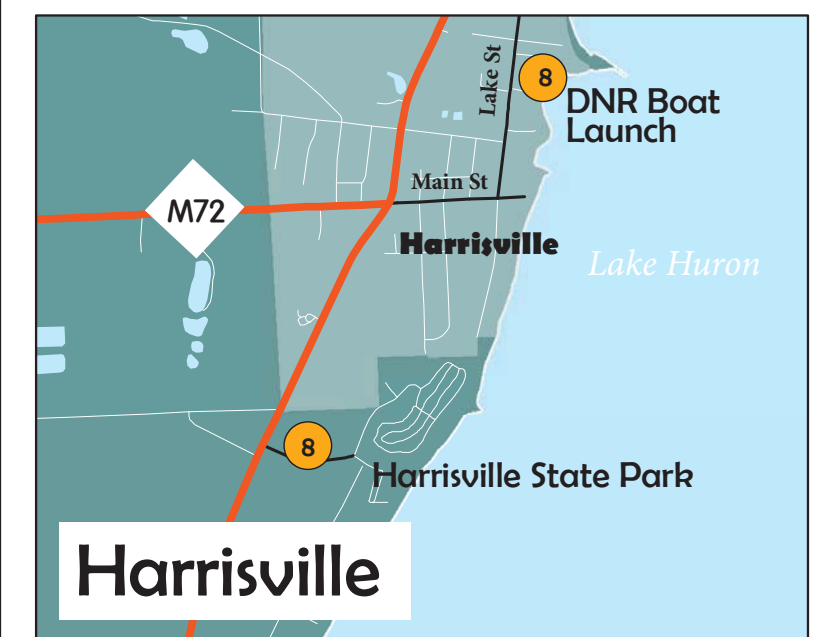 Lake St
8
DNR Boat
Launch
Main St
M72
Harrisville
Lake Huron
8
Harrisville State Park
Harrisville